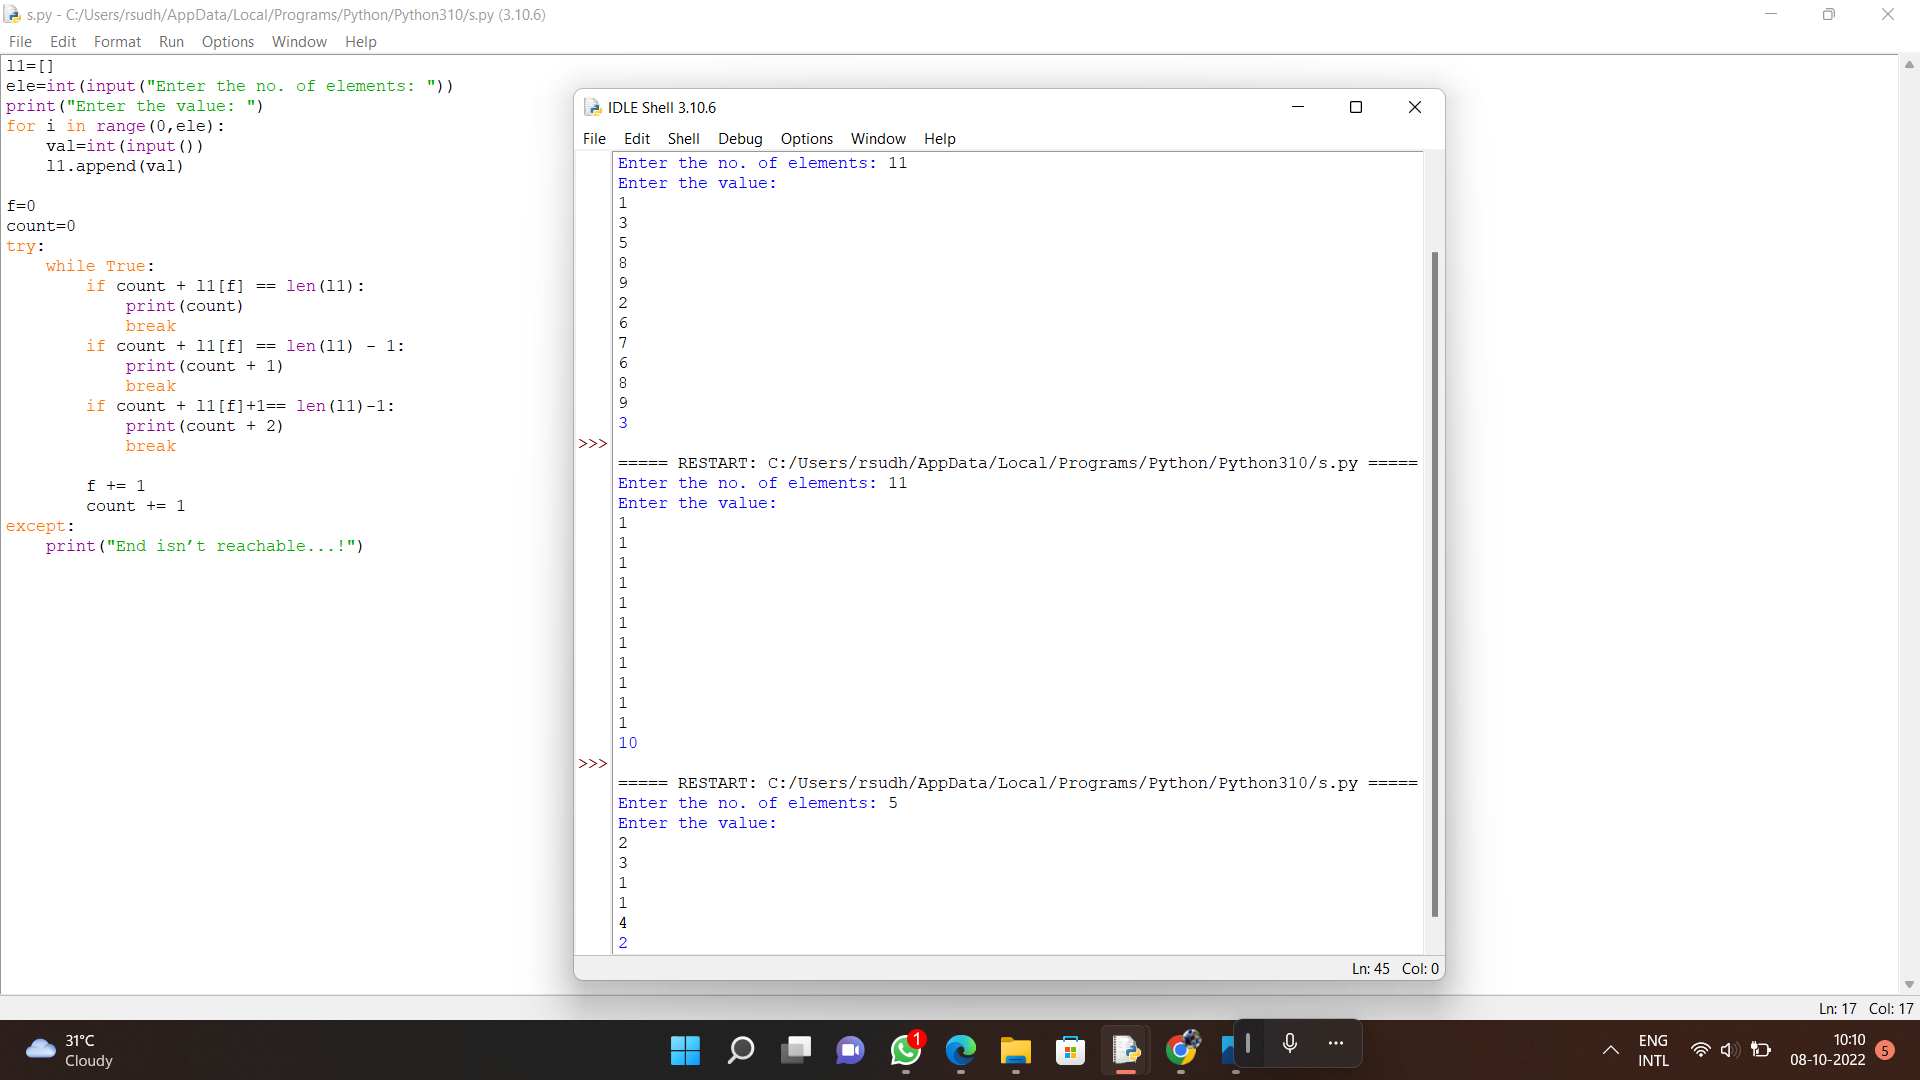 s.py - C:/Users/rsudh/AppData/Local/Programs/Python/Python310/s.py (3.10.6)
File Edit Format Run Options Window Help
l1=[]
ele=int(input("Enter the no. of elements: "))
print("Enter the value: ")
for i in range(0,ele):
    val=int(input())
    l1.append(val)
f=0
count=0
try:
    while True:
        if count + l1[f] == len(l1):
            print(count)
            break
        if count + l1[f] == len(l1) - 1:
            print(count + 1)
            break
        if count + l1[f]+1== len(l1)-1:
            print(count + 2)
            break
        f += 1
        count += 1
except:
    print("End isn’t reachable...!")
IDLE Shell 3.10.6
File Edit Shell Debug Options Window Help
Enter the no. of elements: 11
Enter the value:
1
3
5
8
9
2
6
7
6
8
9
3
>>>
===== RESTART: C:/Users/rsudh/AppData/Local/Programs/Python/Python310/s.py =====
Enter the no. of elements: 11
Enter the value:
1
1
1
1
1
1
1
1
1
1
1
10
>>>
===== RESTART: C:/Users/rsudh/AppData/Local/Programs/Python/Python310/s.py =====
Enter the no. of elements: 5
Enter the value:
2
3
1
1
4
2
Ln: 45 Col: 0
Ln: 17 Col: 17
31°C
Cloudy
1
ENG
INTL
10:10
08-10-2022
5